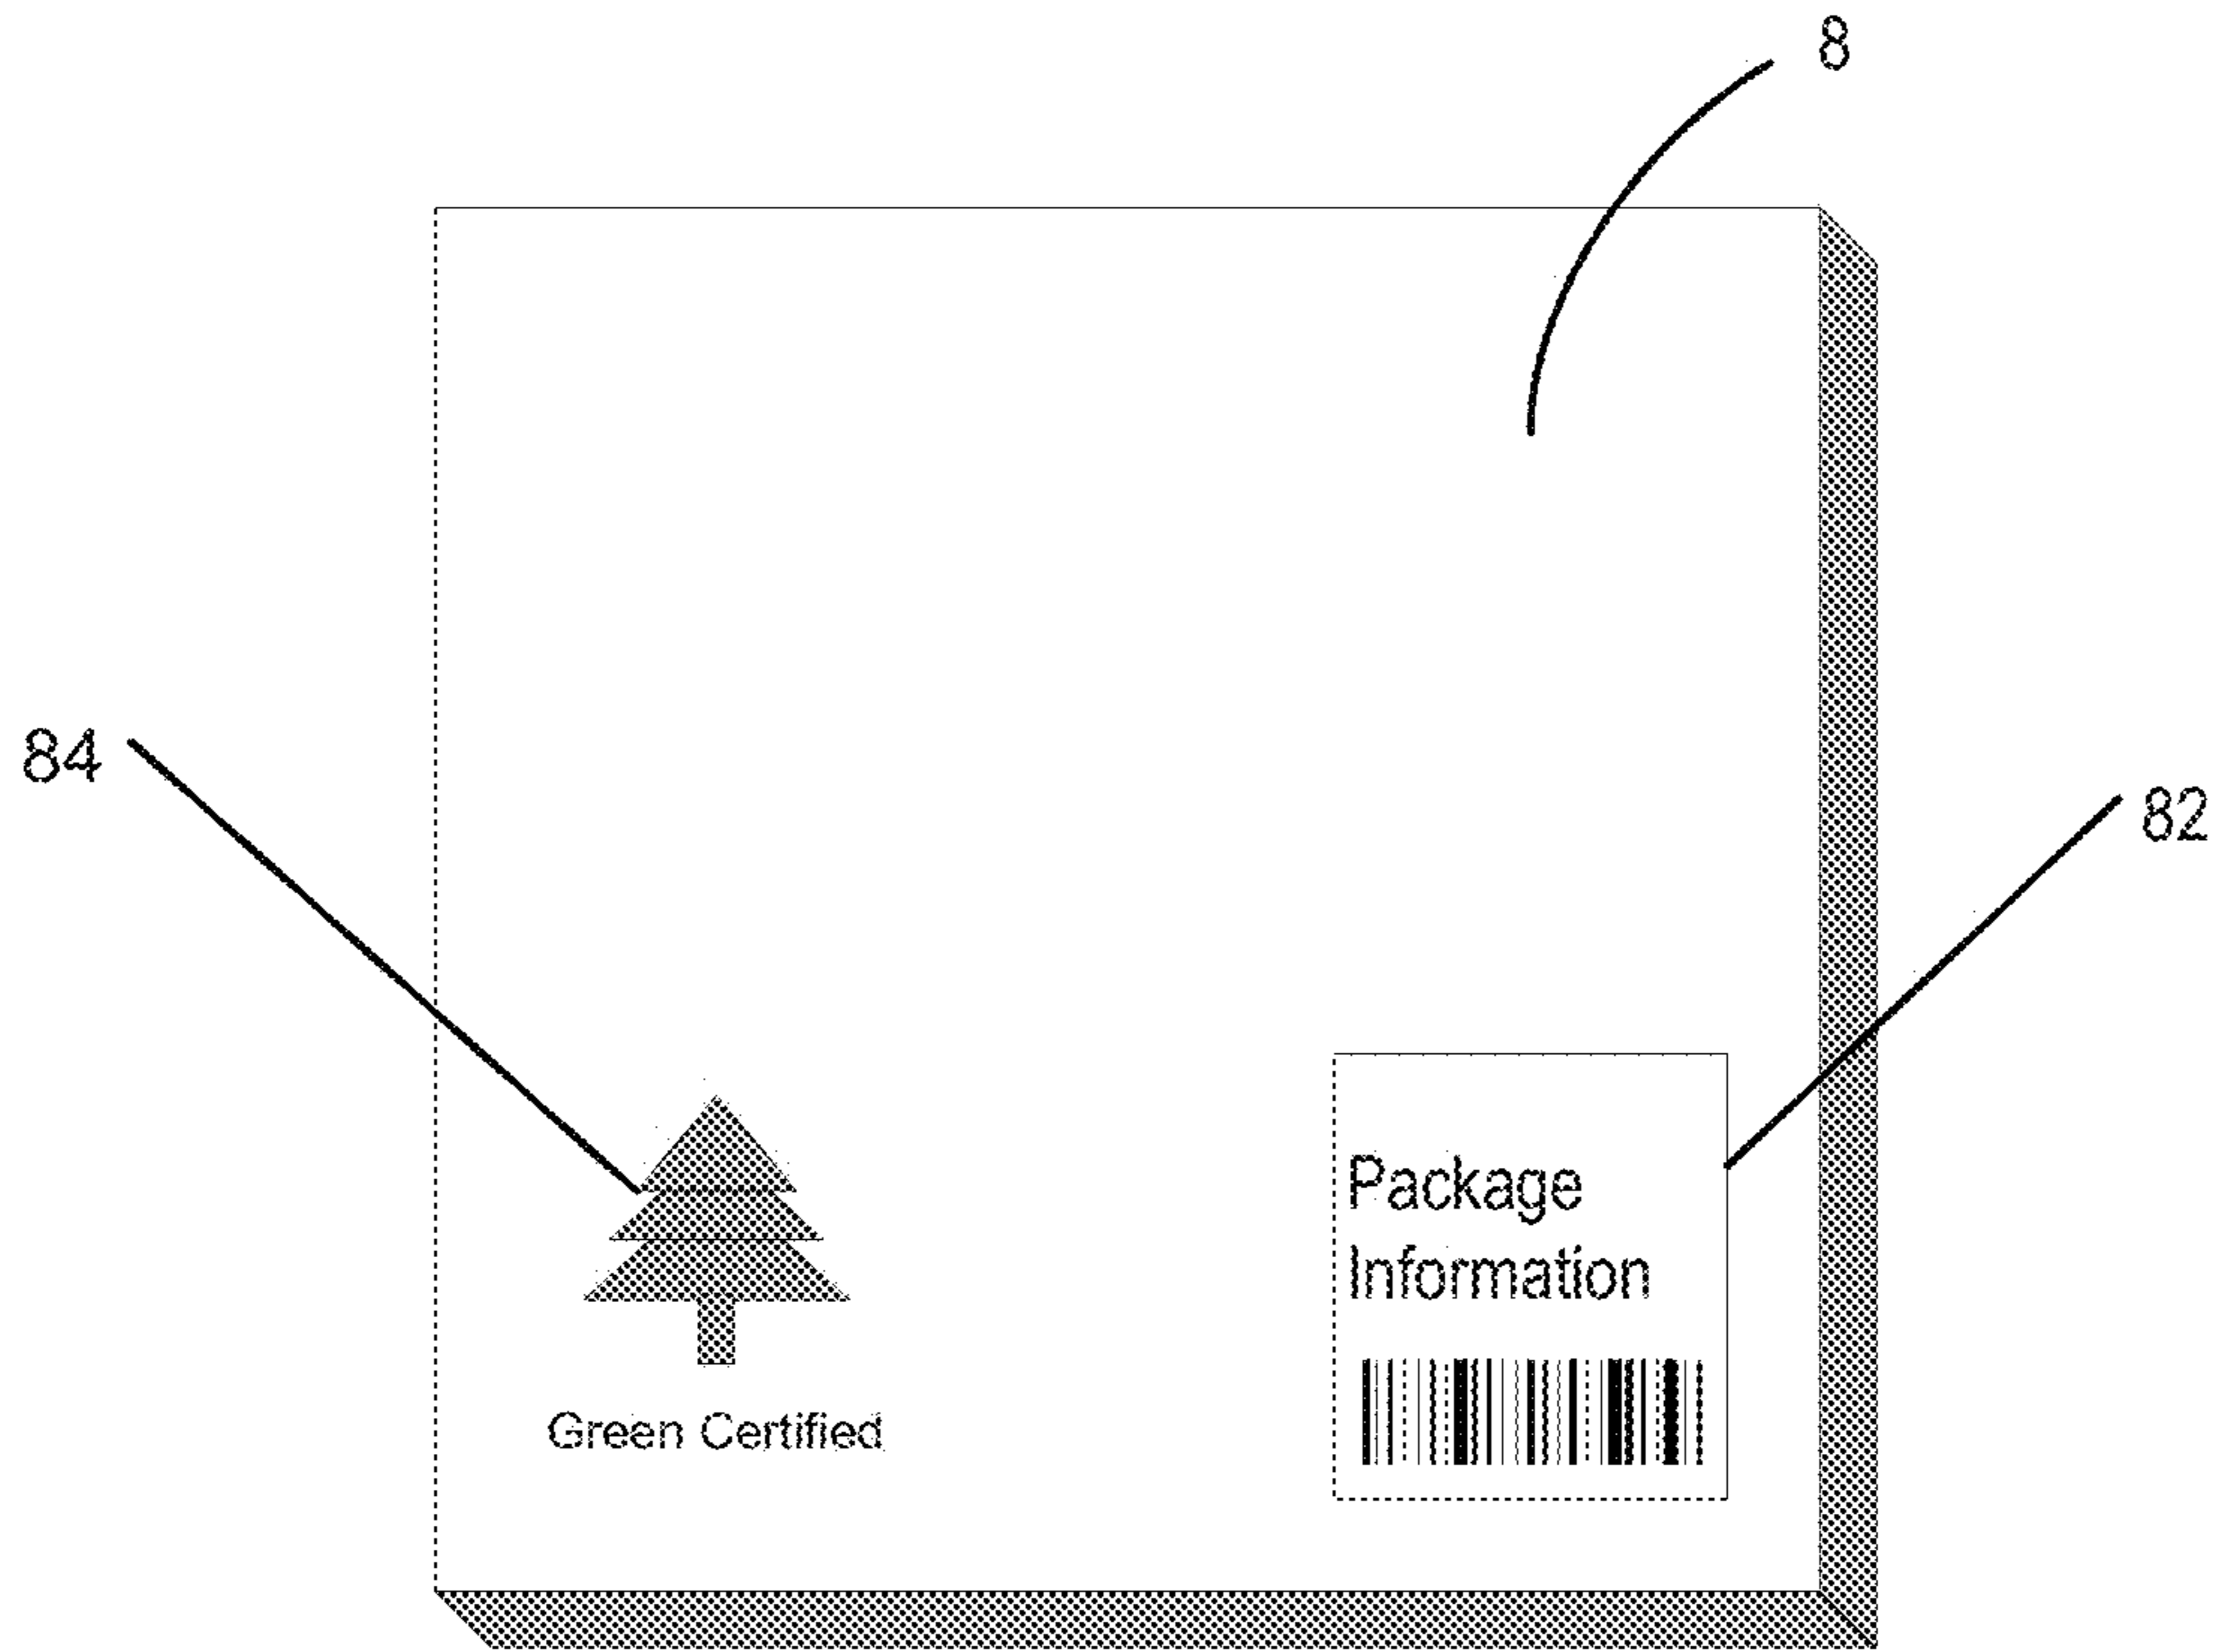 8
84
82
Package
Information
Green Certified